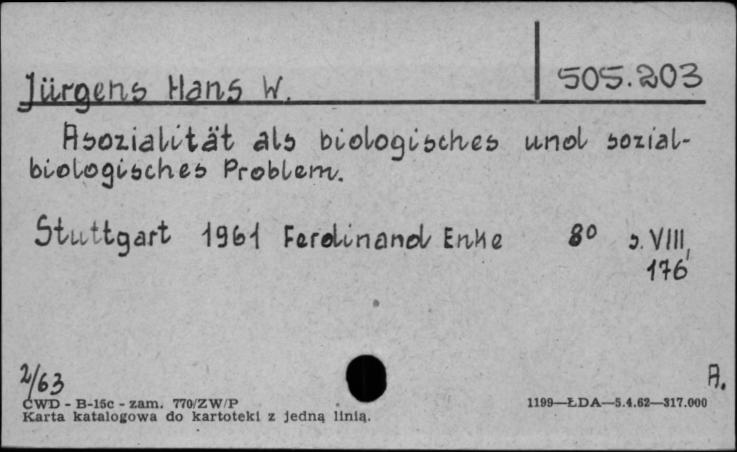 Jürgens Hans W.
505.203
Asozialität als biologisches und sozial-
biologisches Problem.
Stuttgart 1961 Ferdinand Enke 8° s. VIII,
176
2/63
A.
CWD - B-15c - zam. 770/ZW/P
1199—ŁDA—5.4.62—317.000
Karta katalogowa do kartoteki z jedną linią.